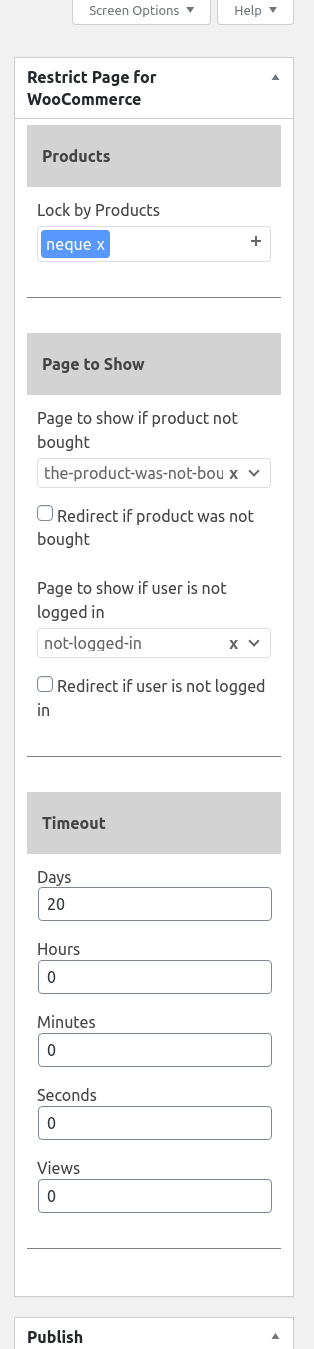 Screen Options ▼ Help ▼
Restrict Page for
WooCommerce
Products
Lock by Products
neque x +
Page to Show
Page to show if product not
bought
the-product-was-not-bou x
Redirect if product was not
bought
Page to show if user is not
logged in
not-logged-in x
Redirect if user is not logged
in
Timeout
Days
20
Hours
0
Minutes
0
Seconds
0
Views
0
Publish